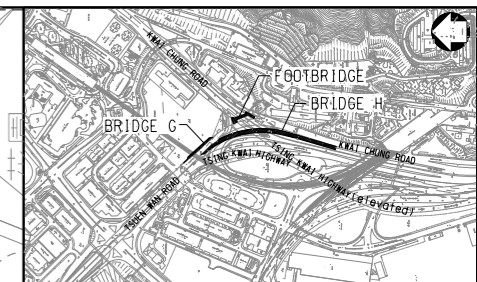 KWAI CHUNG ROAD
FOOTBRIDGE
BRIDGE H
BRIDGE G
KWAI CHUNG ROAD
TSING KWAI HIGHWAY
TSING KWAI HIGHWAY(elevated)
TSUEN WAN ROAD